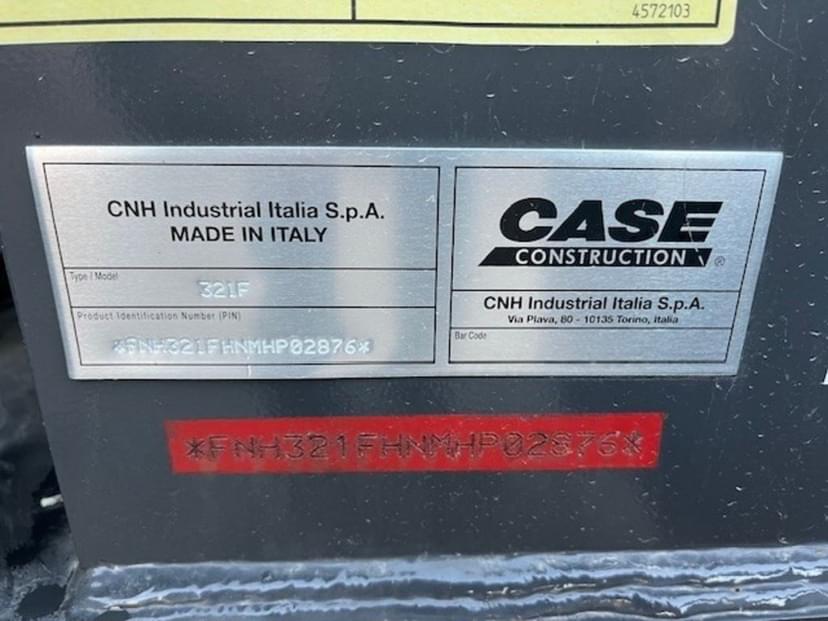 4572103
CNH Industrial Italia S.p.A.
MADE IN ITALY
Type / Model
321F
Product Identification Number (PIN)
*FNH321FHNMHP02876*
CASE
CONSTRUCTION ®
CNH Industrial Italia S.p.A.
Via Plava, 80 - 10135 Torino, Italia
Bar Code
*FNH321FHNMHP02876*